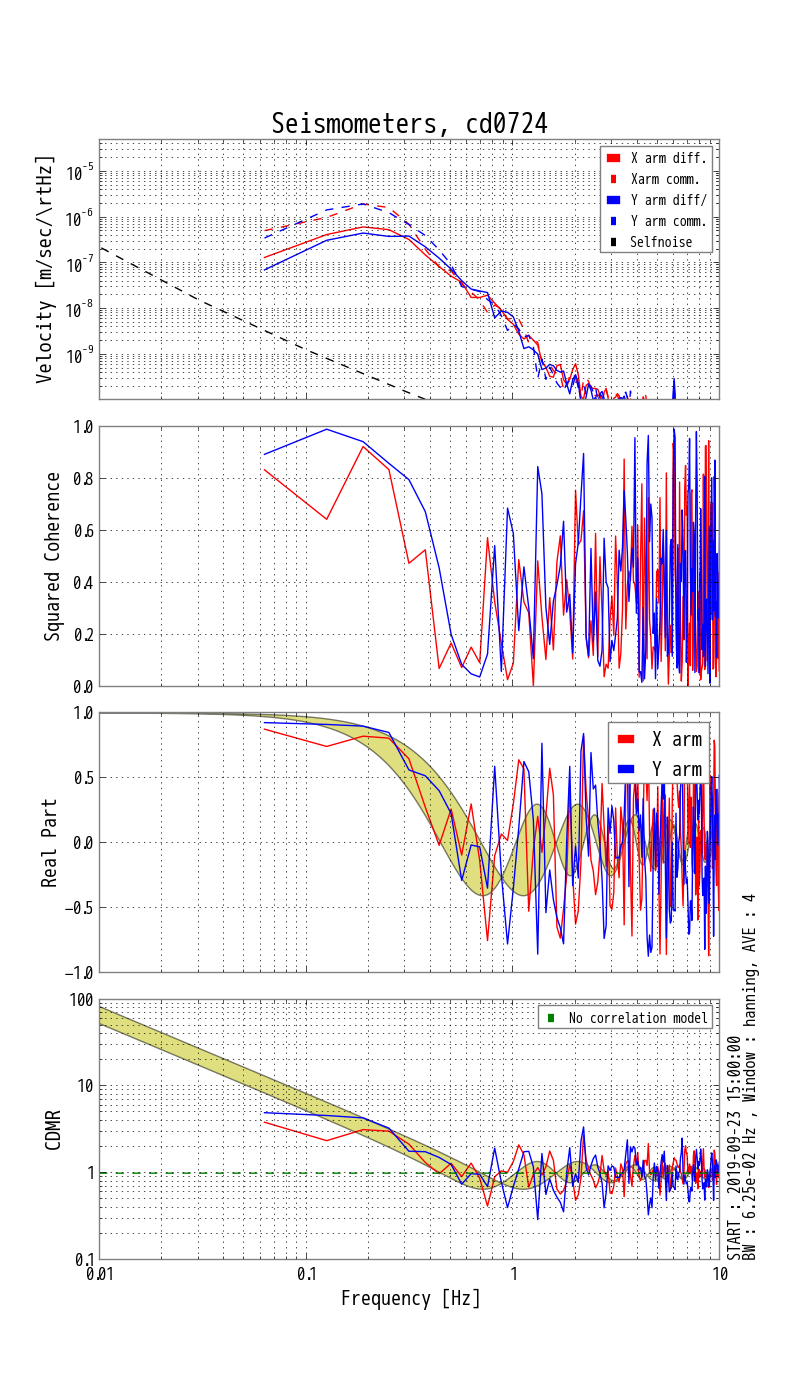 Seismometers, cd0724
Velocity [m/sec/\rtHz]
10^-5
10^-6
10^-7
10^-8
10^-9
X arm diff.
Xarm comm.
Y arm diff/
Y arm comm.
Selfnoise
Squared Coherence
1.0
0.8
0.6
0.4
0.2
0.0
Real Part
1.0
0.5
0.0
−0.5
−1.0
X arm
Y arm
CDMR
100
10
1
0.1
No correlation model
0.01
0.1
1
10
Frequency [Hz]
START : 2019-09-23 15:00:00
BW : 6.25e-02 Hz , Window : hanning, AVE : 4